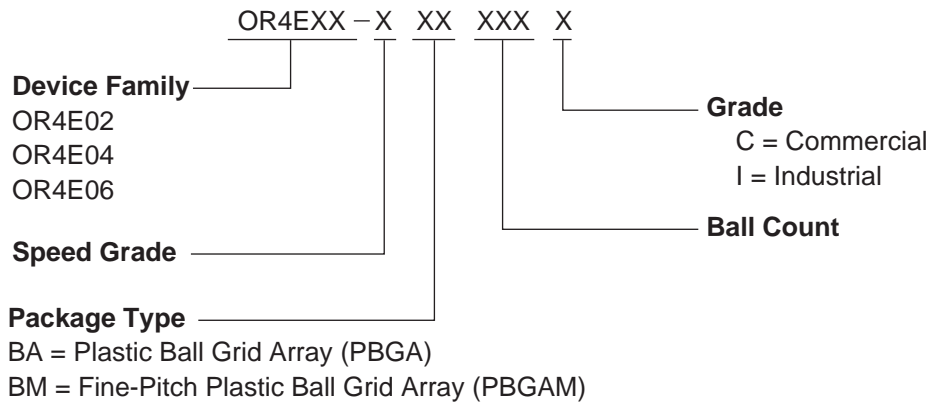 OR4EXX – X XX XXX X
Device Family
OR4E02
OR4E04
OR4E06
Speed Grade
Package Type
BA = Plastic Ball Grid Array (PBGA)
BM = Fine-Pitch Plastic Ball Grid Array (PBGAM)
Grade
C = Commercial
I = Industrial
Ball Count